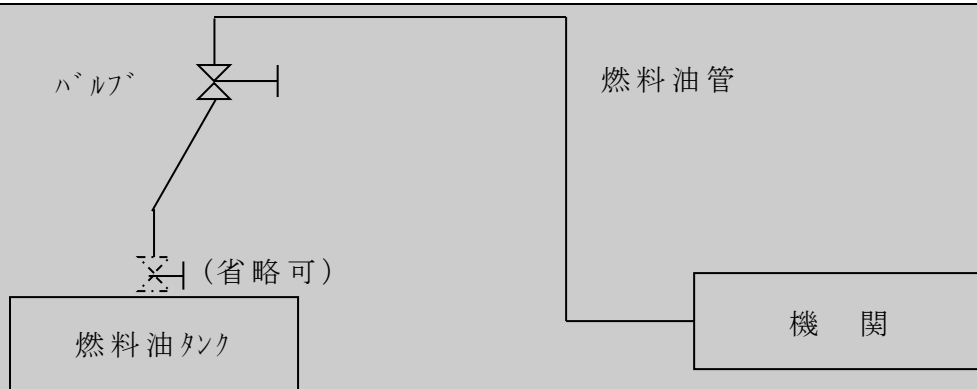 ﾊﾞﾙﾌﾞ
燃料油管
(省略可)
機 関
燃料油ﾀﾝｸ